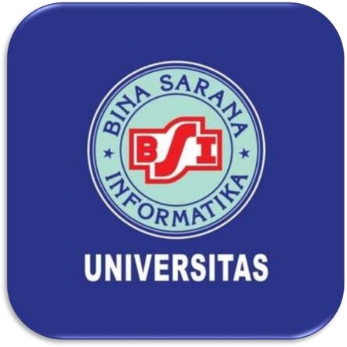 BINA SARANA
BSI
INFORMATIKA
UNIVERSITAS